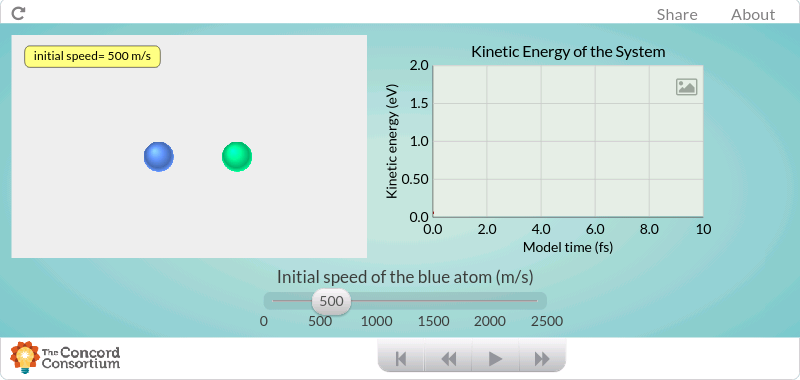 Share About
initial speed= 500 m/s
Kinetic Energy of the System
Kinetic energy (eV)
2.0
1.5
1.0
0.50
0.0
0.0 2.0 4.0 6.0 8.0 10
Model time (fs)
Initial speed of the blue atom (m/s)
500
0 500 1000 1500 2000 2500
The Concord
Consortium